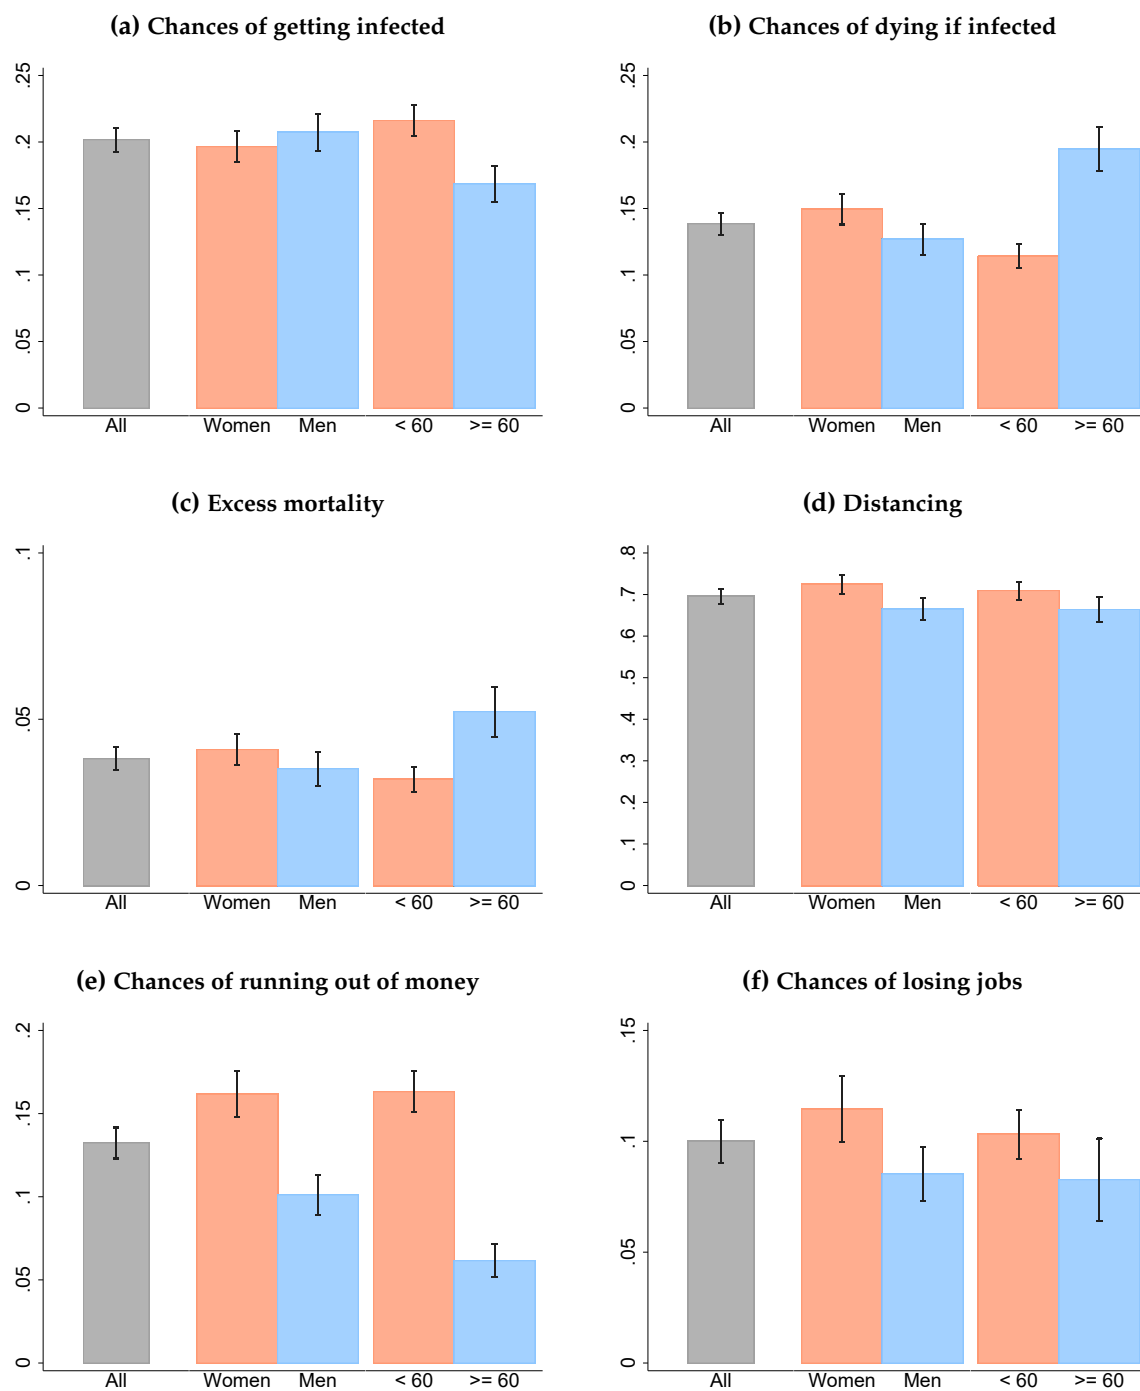 (a) Chances of getting infected
.25
.2
.15
.1
.05
0
All Women Men < 60 >= 60
(b) Chances of dying if infected
.25
.2
.15
.1
.05
0
All Women Men < 60 >= 60
(c) Excess mortality
.1
.05
0
All Women Men < 60 >= 60
(d) Distancing
.8
.7
.6
.5
.4
.3
.2
.1
0
All Women Men < 60 >= 60
(e) Chances of running out of money
.2
.15
.1
.05
0
All Women Men < 60 >= 60
(f) Chances of losing jobs
.15
.1
.05
0
All Women Men < 60 >= 60